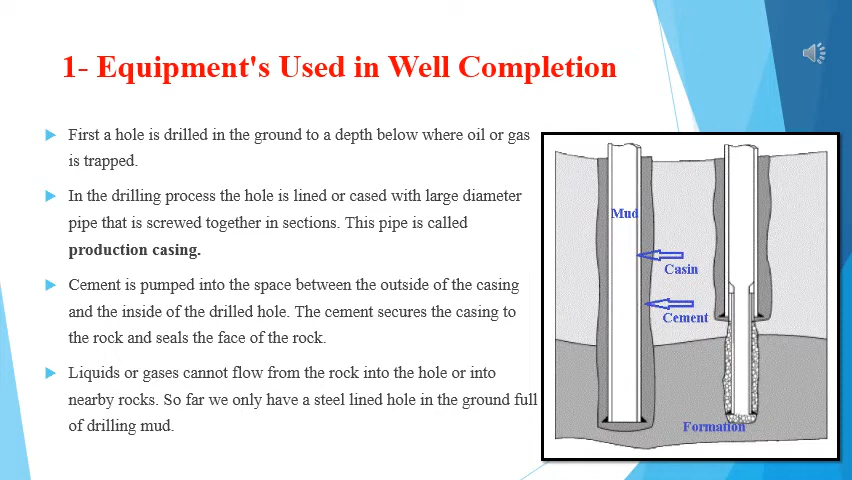 1- Equipment's Used in Well Completion
First a hole is drilled in the ground to a depth below where oil or gas
is trapped.
In the drilling process the hole is lined or cased with large diameter
pipe that is screwed together in sections. This pipe is called
production casing.
Cement is pumped into the space between the outside of the casing
and the inside of the drilled hole. The cement secures the casing to
the rock and seals the face of the rock.
Liquids or gases cannot flow from the rock into the hole or into
nearby rocks. So far we only have a steel lined hole in the ground full
of drilling mud.
Mud
Casin
Cement
Formation